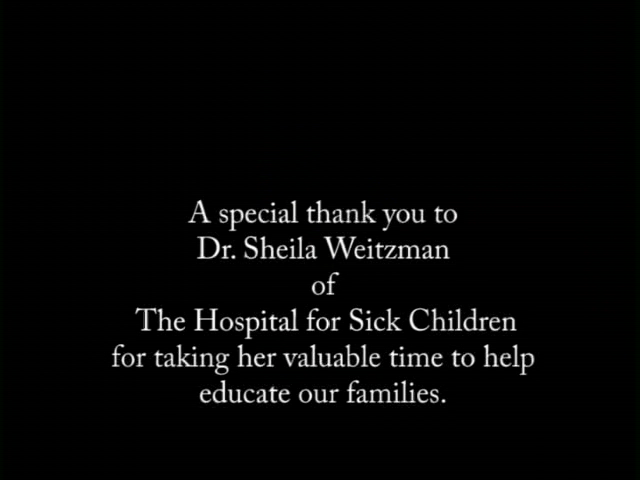 A special thank you to
Dr. Sheila Weitzman
of
The Hospital for Sick Children
for taking her valuable time to help
educate our families.